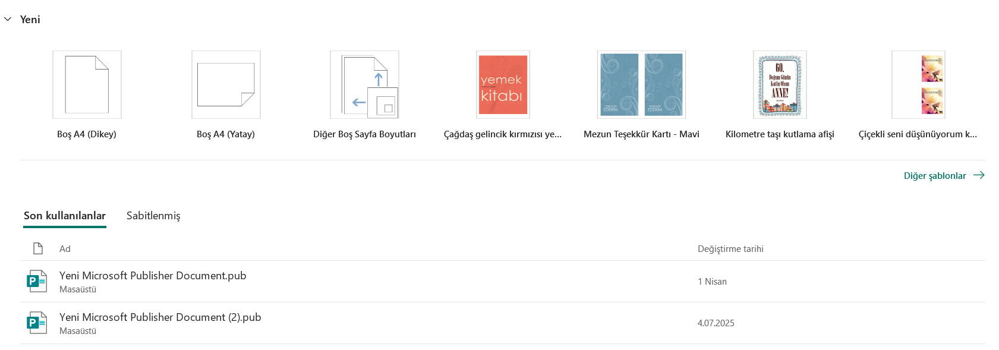 Yeni
yemek
kitabı
TEŞEKKÜR
EDERİM
TEŞEKKÜR
EDERİM
60.
Doğum Günün
Kutlu Olsun
ANNE!
Boş A4 (Dikey)
Boş A4 (Yatay)
Diğer Boş Sayfa Boyutları
Çağdaş gelincik kırmızısı ye...
Mezun Teşekkür Kartı - Mavi
Kilometre taşı kutlama afişi
Çiçekli seni düşünüyorum k...
Diğer şablonlar
Son kullanılanlar
Sabitlenmiş
Ad
Değiştirme tarihi
Yeni Microsoft Publisher Document.pub
Masaüstü
1 Nisan
Yeni Microsoft Publisher Document (2).pub
Masaüstü
4.07.2025